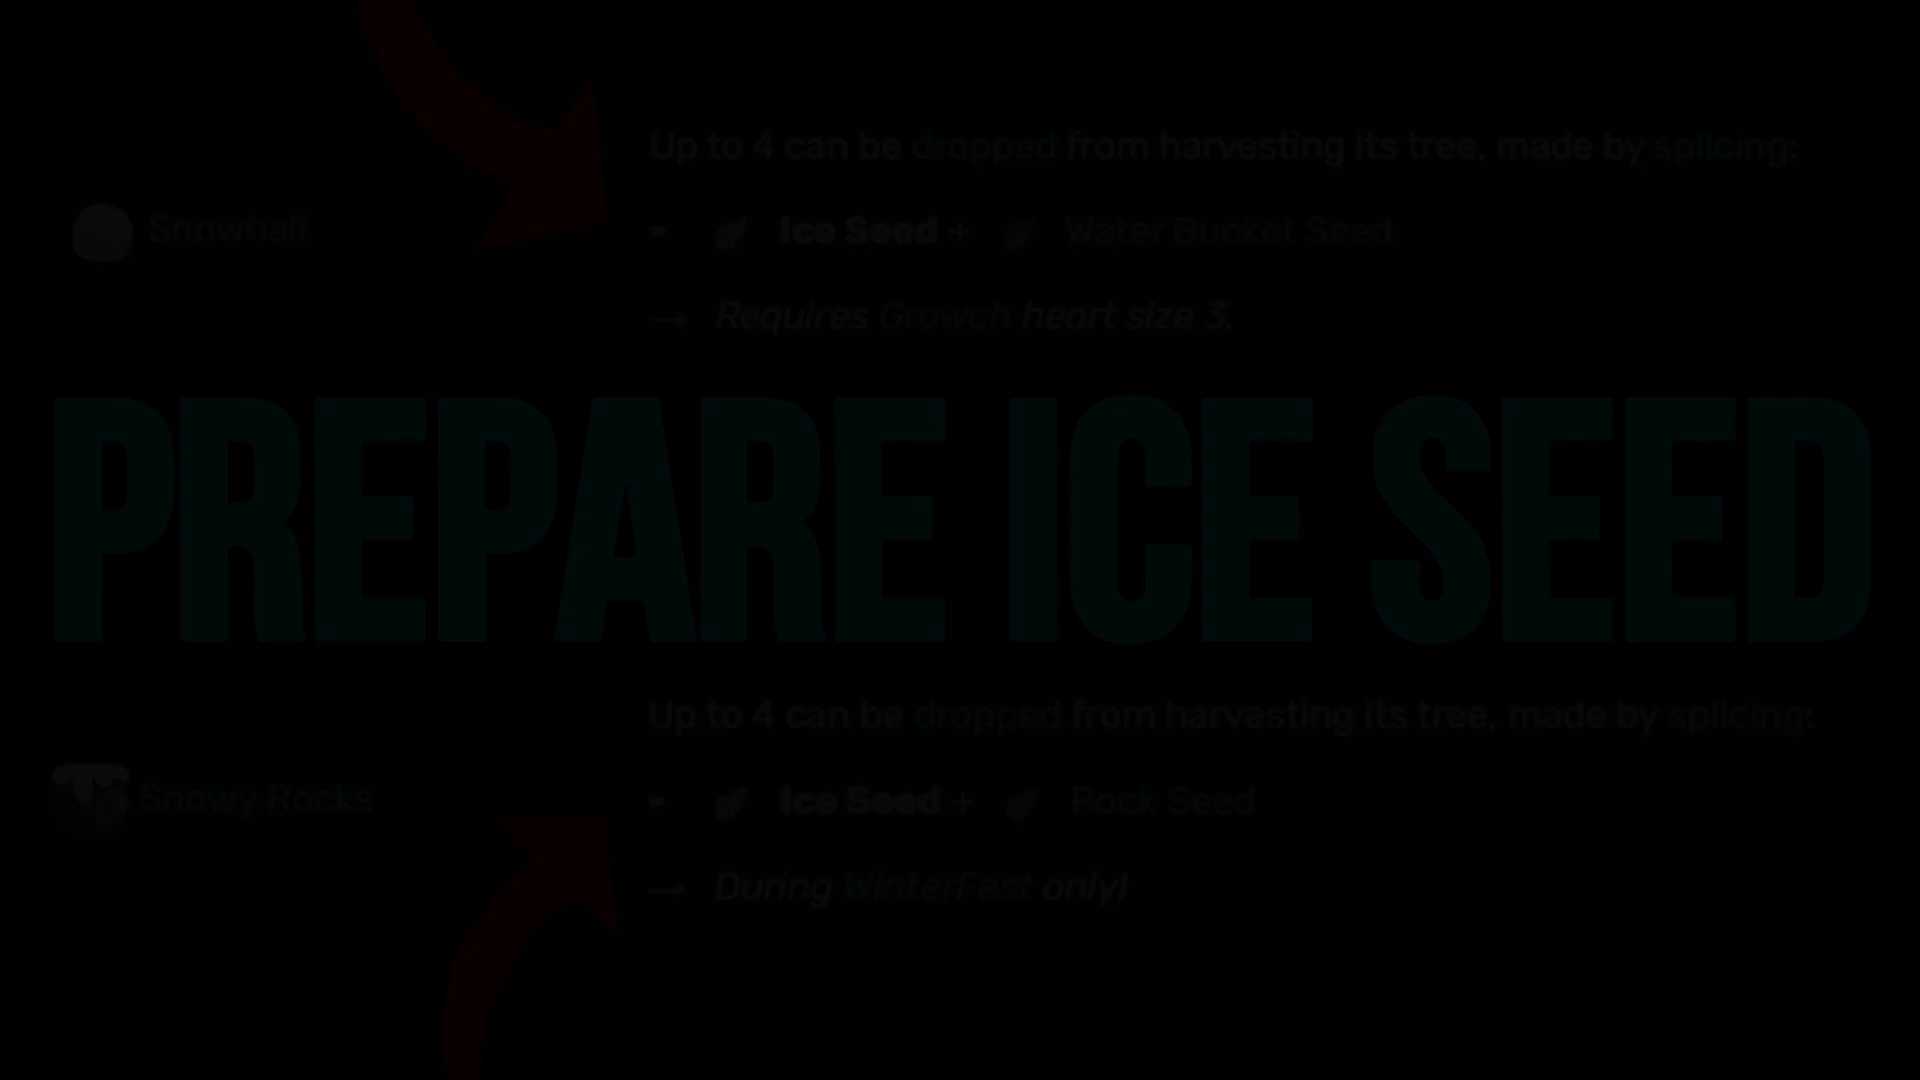 Up to 4 can be dropped from harvesting its tree, made by splicing:
Snowball
▪ Ice Seed + Water Bucket Seed
→ Requires Growch heart size 3.
PREPARE ICE SEED
Up to 4 can be dropped from harvesting its tree, made by splicing:
Snowy Rocks
▪ Ice Seed + Rock Seed
→ During WinterFest only!